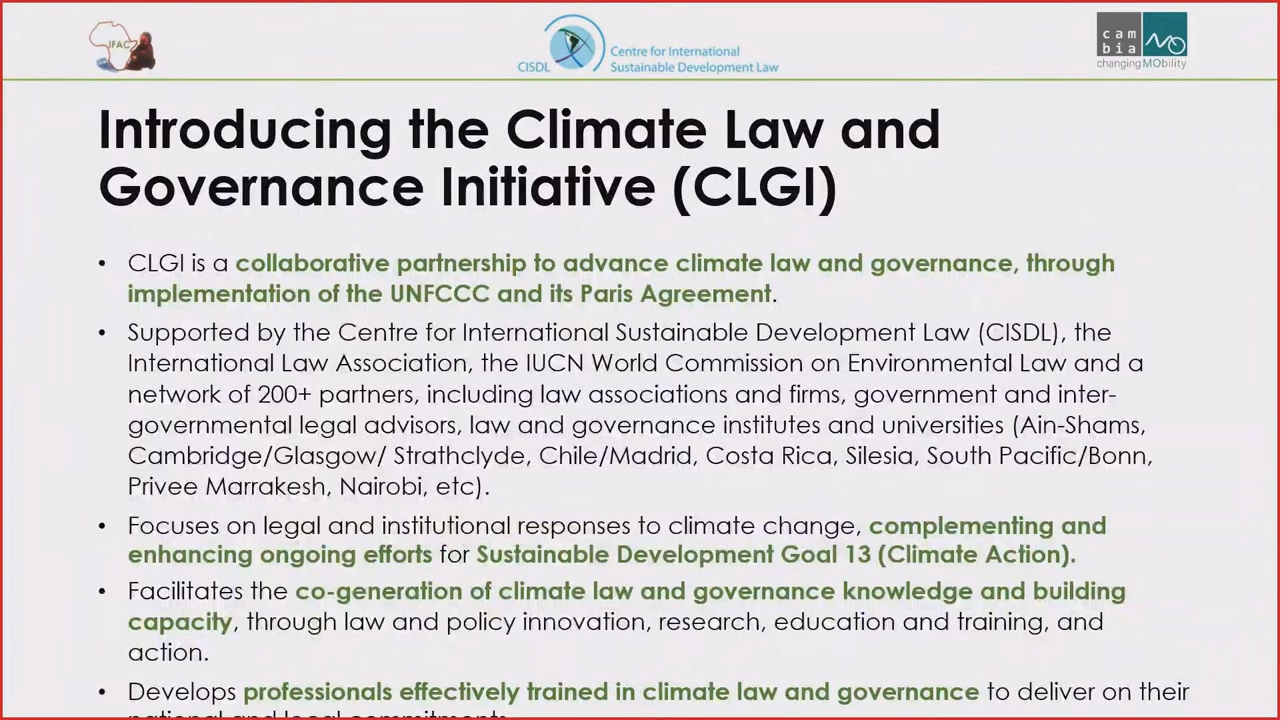 IFAC
CISDL
Centre for International
Sustainable Development Law
cam
bia
MO
changingMObility
Introducing the Climate Law and
Governance Initiative (CLGI)
• CLGI is a collaborative partnership to advance climate law and governance, through
implementation of the UNFCCC and its Paris Agreement.
• Supported by the Centre for International Sustainable Development Law (CISDL), the
International Law Association, the IUCN World Commission on Environmental Law and a
network of 200+ partners, including law associations and firms, government and inter-
governmental legal advisors, law and governance institutes and universities (Ain-Shams,
Cambridge/Glasgow/ Strathclyde, Chile/Madrid, Costa Rica, Silesia, South Pacific/Bonn,
Privee Marrakesh, Nairobi, etc).
• Focuses on legal and institutional responses to climate change, complementing and
enhancing ongoing efforts for Sustainable Development Goal 13 (Climate Action).
• Facilitates the co-generation of climate law and governance knowledge and building
capacity, through law and policy innovation, research, education and training, and
action.
• Develops professionals effectively trained in climate law and governance to deliver on their
national and local commitments.